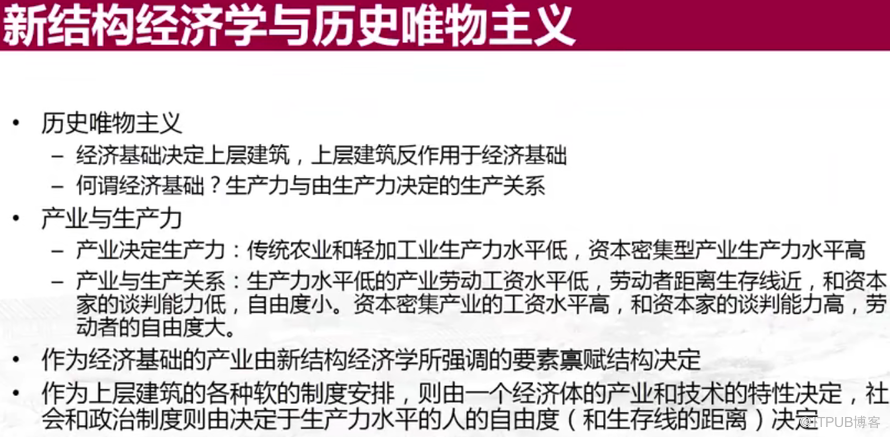 新结构经济学与历史唯物主义
• 历史唯物主义
– 经济基础决定上层建筑，上层建筑反作用于经济基础
– 何谓经济基础？生产力与由生产力决定的生产关系
• 产业与生产力
– 产业决定生产力：传统农业和轻加工业生产力水平低，资本密集型产业生产力水平高
– 产业与生产关系：生产力水平低的产业劳动工资水平低，劳动者距离生存线近，和资本
家的谈判能力低，自由度小。资本密集产业的工资水平高，和资本家的谈判能力高，劳
动者的自由度大。
• 作为经济基础的产业由新结构经济学所强调的要素禀赋结构决定
• 作为上层建筑的各种软的制度安排，则由一个经济体的产业和技术的特性决定，社
会和政治制度则由决定于生产力水平的人的自由度（和生存线的距离）决定
@ITPUB博客